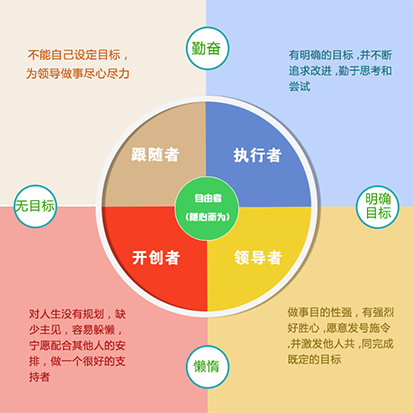 勤奋
不能自己设定目标，
为领导做事尽心尽力
有明确的目标,并不断
追求改进,勤于思考和
尝试
跟随者
执行者
无目标
自由者
(随心而为)
明确
目标
开创者
领导者
对人生没有规划，缺
少主见，容易躲懒，
宁愿配合其他人的安
排，做一个很好的支
持者
做事目的性强，有强烈
好胜心,愿意发号施令
,并激发他人共,同完成
既定的目标
懒惰